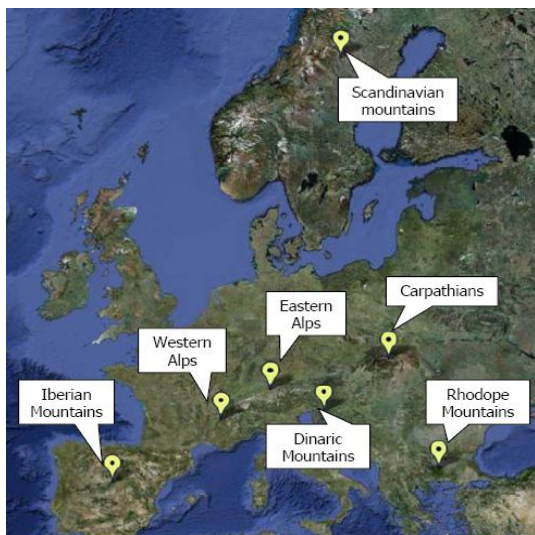 Scandinavian
mountains
Carpathians
Eastern
Alps
Western
Alps
Iberian
Mountains
Rhodope
Mountains
Dinaric
Mountains